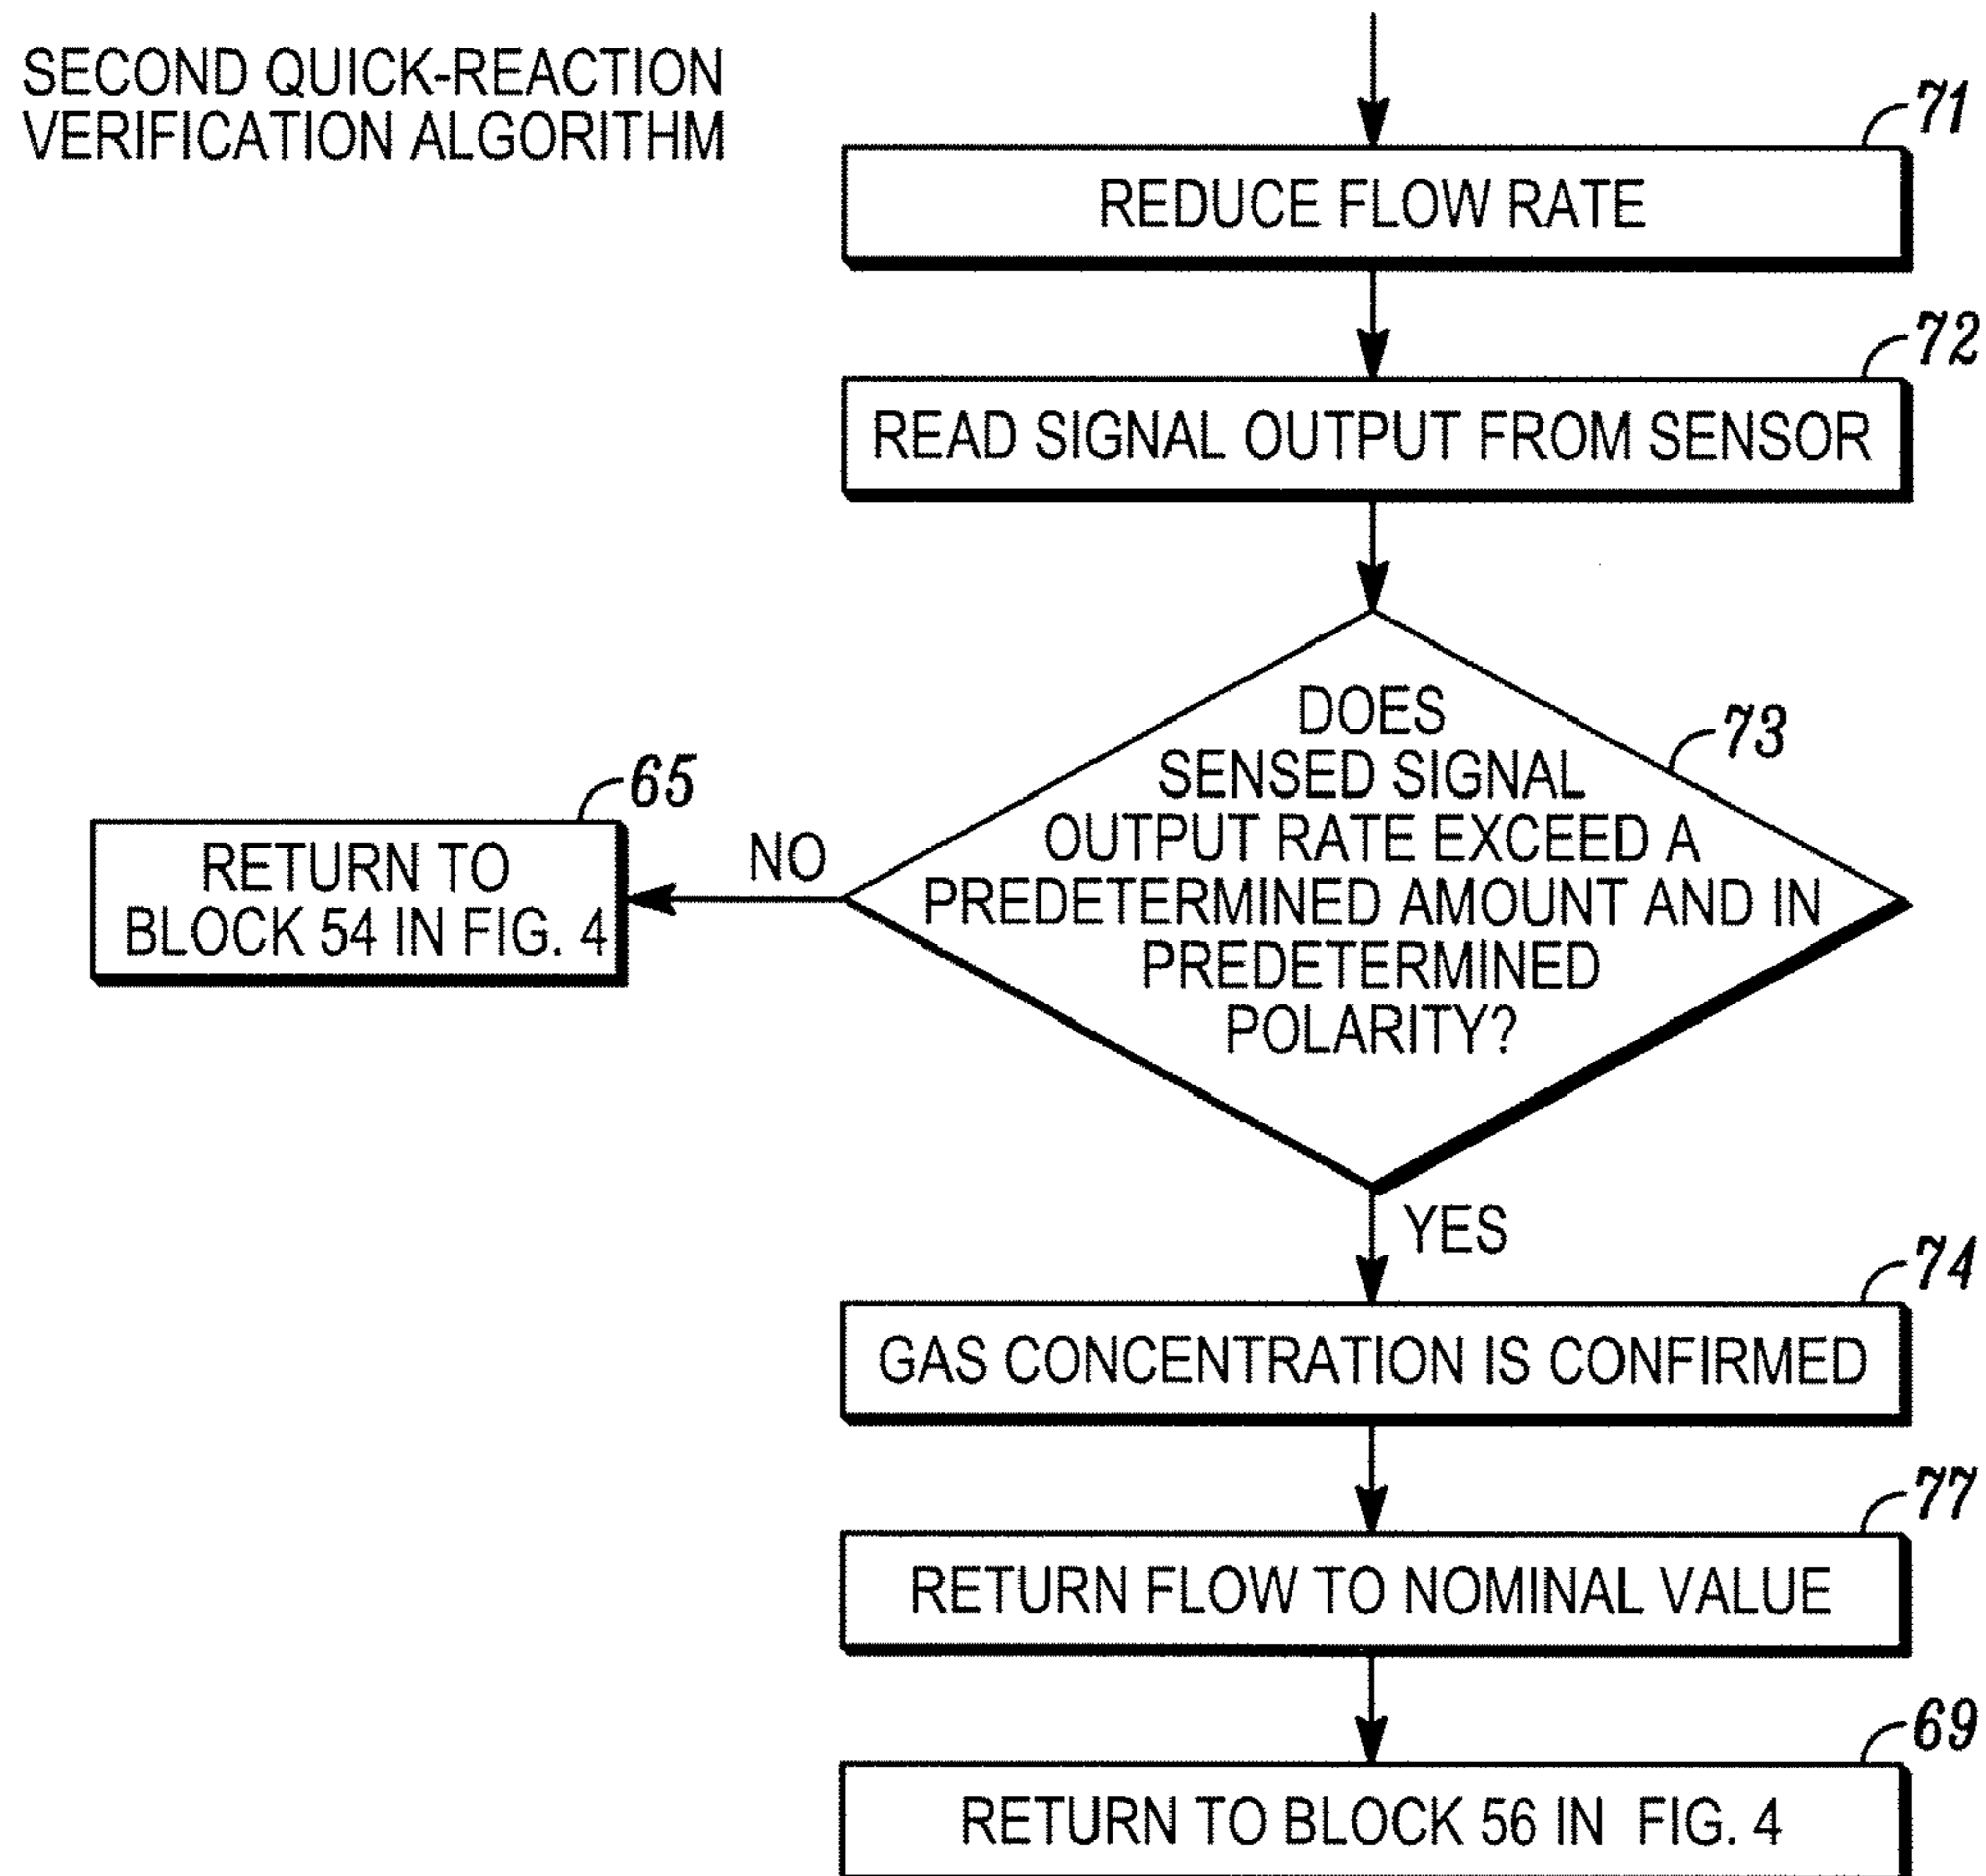 SECOND QUICK-REACTION
VERIFICATION ALGORITHM
71
REDUCE FLOW RATE
72
READ SIGNAL OUTPUT FROM SENSOR
73
DOES
SENSED SIGNAL
OUTPUT RATE EXCEED A
PREDETERMINED AMOUNT AND IN
PREDETERMINED
POLARITY?
65
NO
RETURN TO
BLOCK 54 IN FIG. 4
YES
74
GAS CONCENTRATION IS CONFIRMED
77
RETURN FLOW TO NOMINAL VALUE
69
RETURN TO BLOCK 56 IN FIG. 4